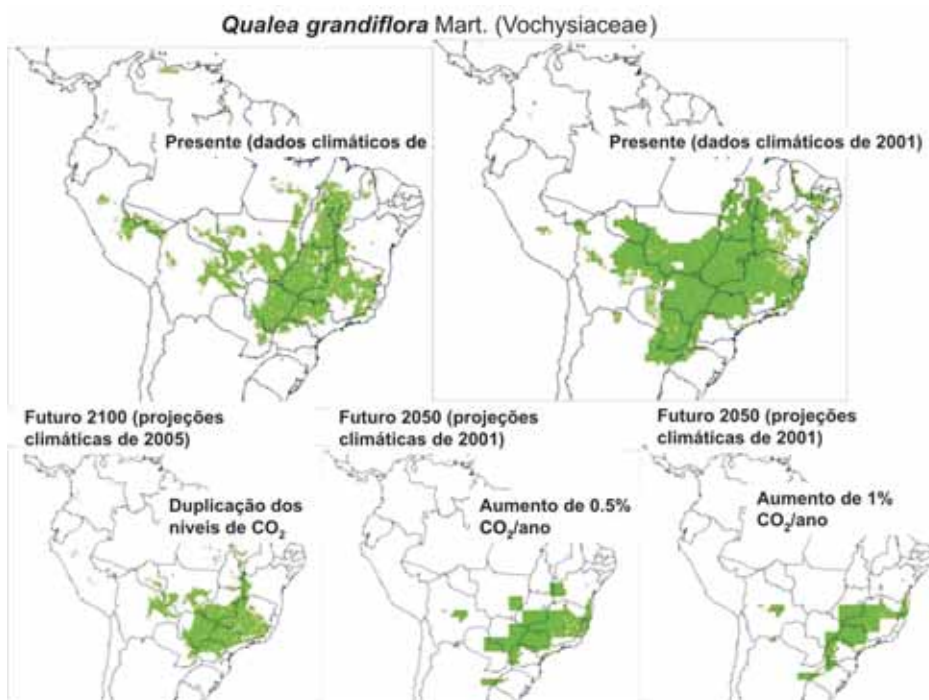 Qualea grandiflora Mart. (Vochysiaceae)
Presente (dados climáticos de
Presente (dados climáticos de 2001)
Futuro 2100 (projeções
climáticas de 2005)
Duplicação dos
níveis de CO₂
Futuro 2050 (projeções
climáticas de 2001)
Aumento de 0.5%
CO₂/ano
Futuro 2050 (projeções
climáticas de 2001)
Aumento de 1%
CO₂/ano